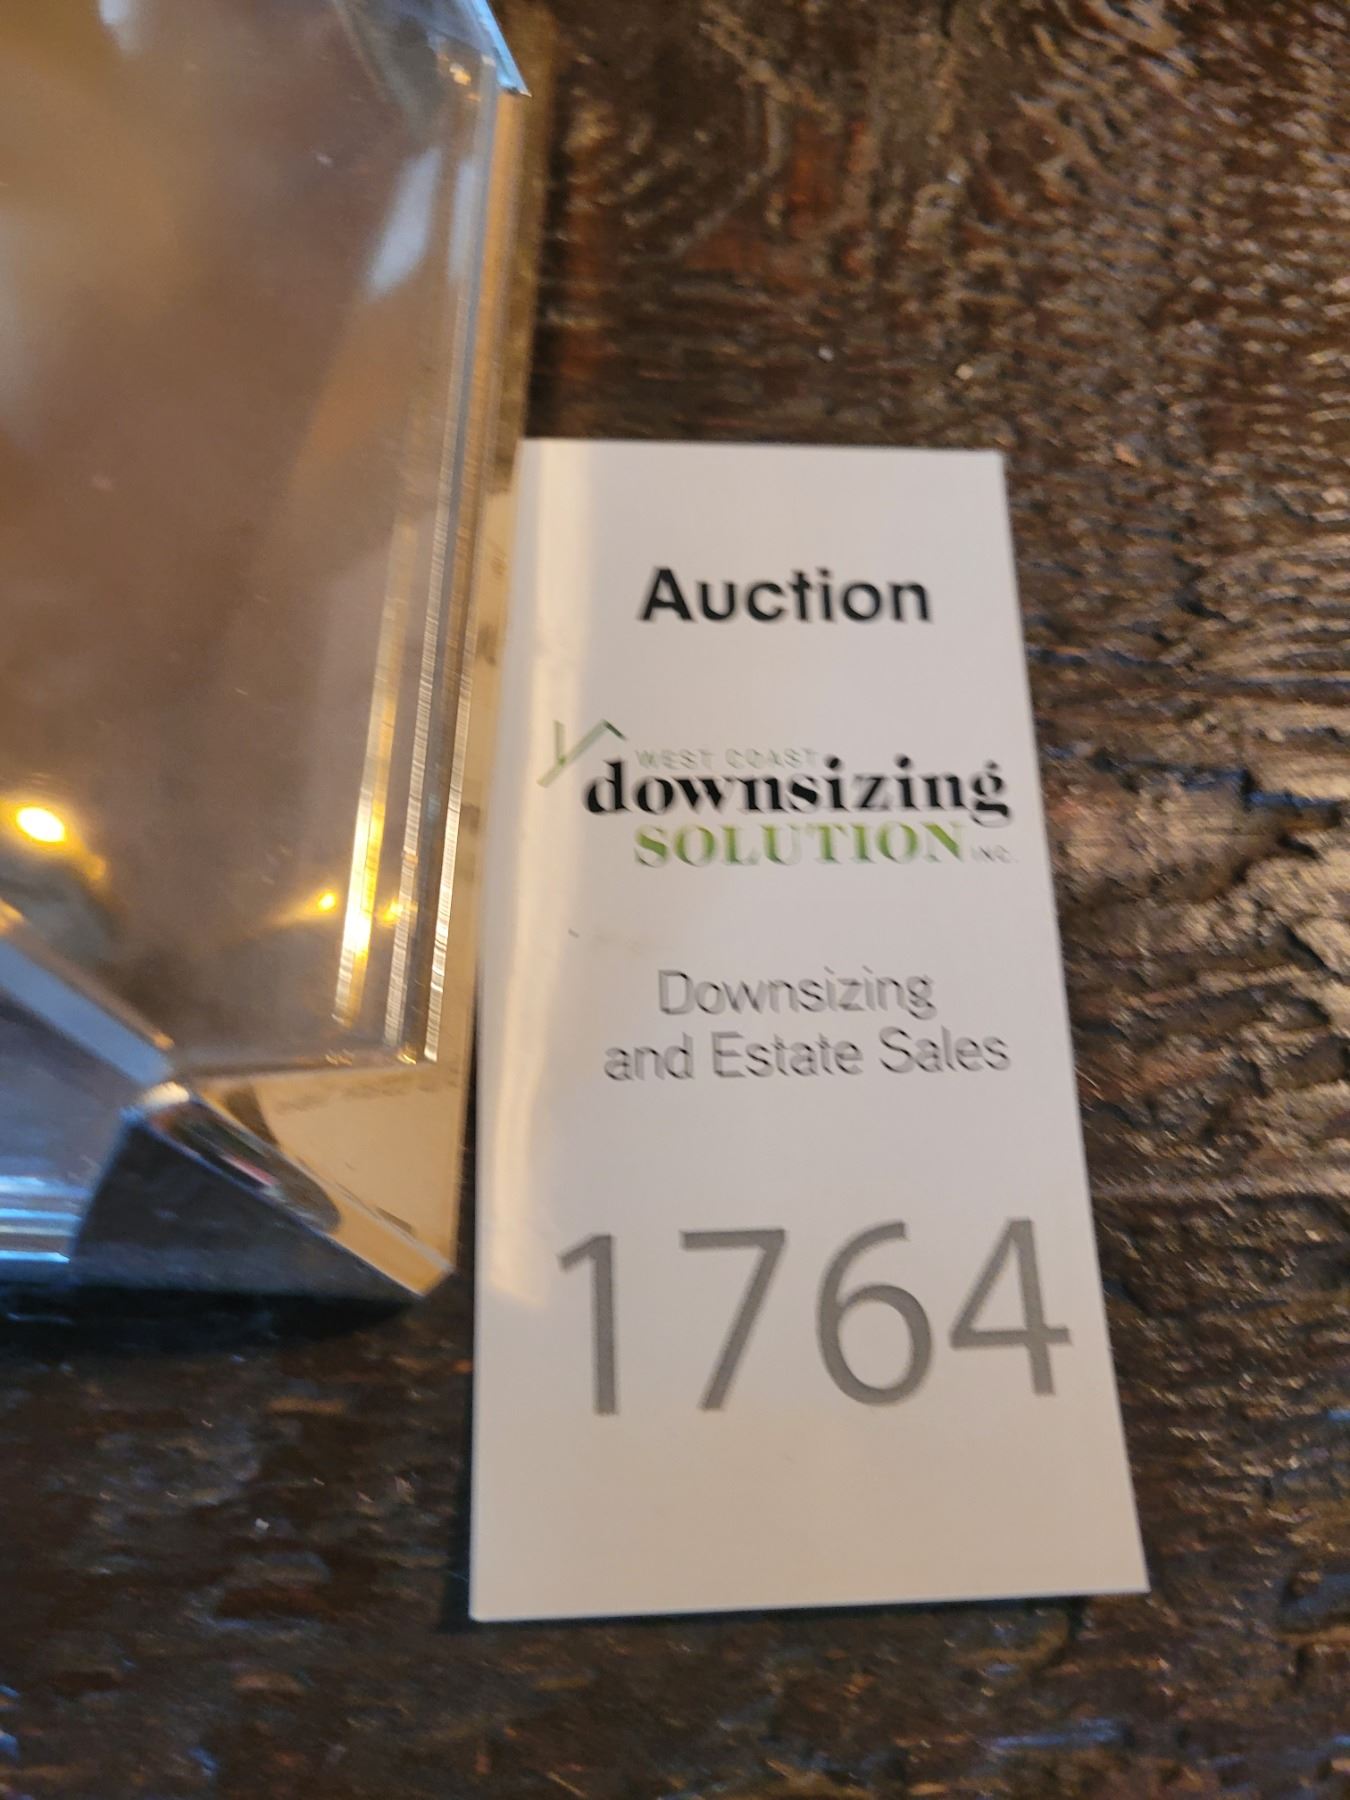 Auction
WEST COAST
downsizing
SOLUTION INC.
Downsizing
and Estate Sales
1764